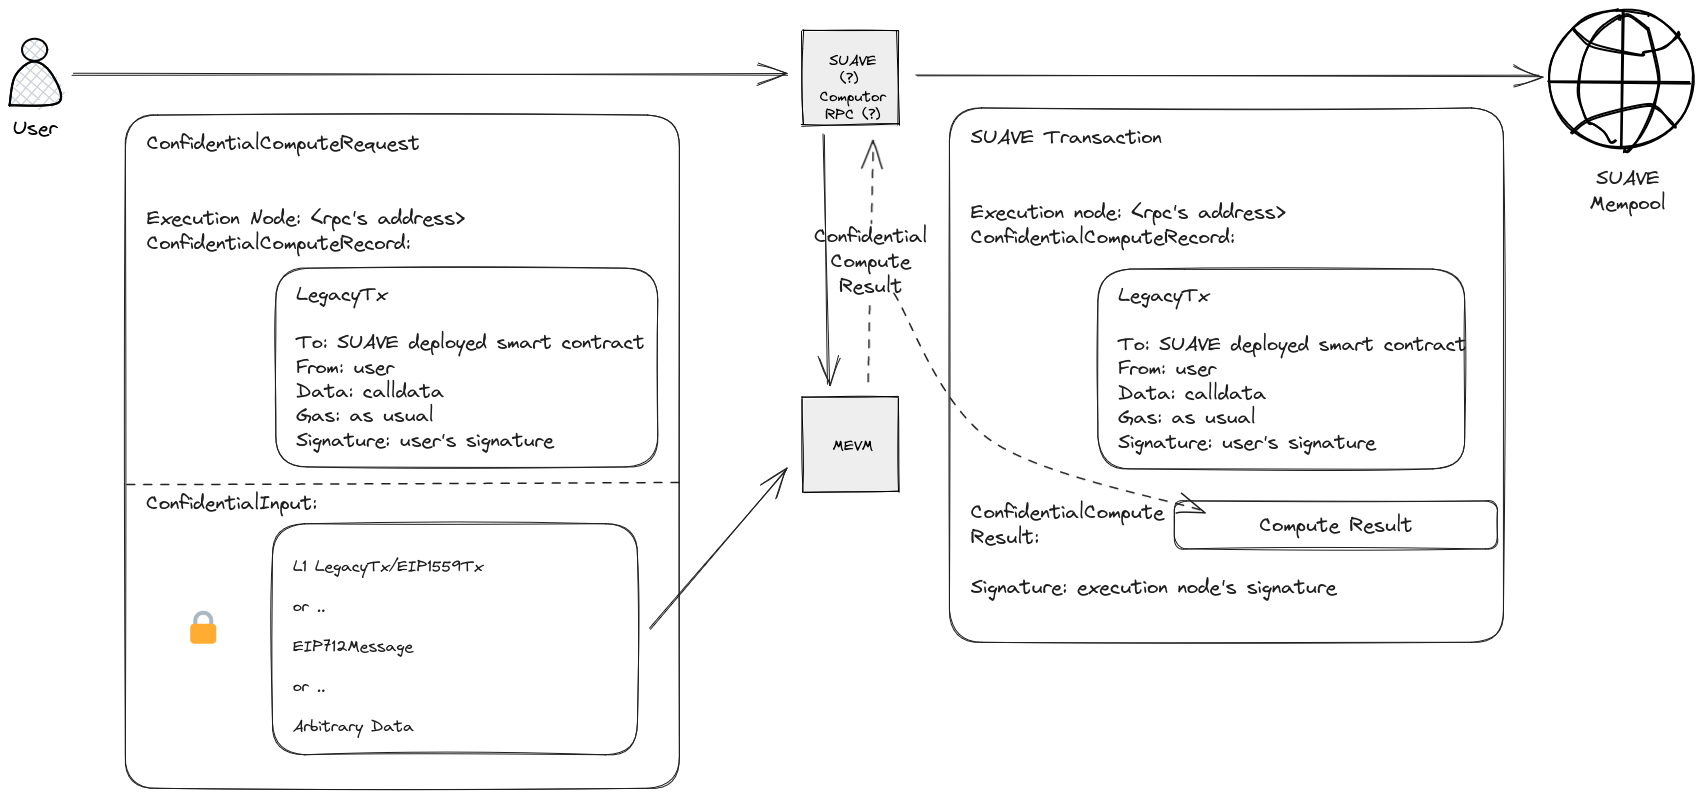 User
SUAVE
(?)
Computor
RPC (?)
SUAVE
Mempool
ConfidentialComputeRequest
Execution Node: <rpc's address>
ConfidentialComputeRecord:
LegacyTx
To: SUAVE deployed smart contract
From: user
Data: calldata
Gas: as usual
Signature: user's signature
ConfidentialInput:
L1 LegacyTx/EIP1559Tx
or ..
EIP712Message
or ..
Arbitrary Data
Confidential
Compute
Result
MEVM
SUAVE Transaction
Execution node: <rpc's address>
ConfidentialComputeRecord:
LegacyTx
To: SUAVE deployed smart contract
From: user
Data: calldata
Gas: as usual
Signature: user's signature
ConfidentialCompute
Result:
Compute Result
Signature: execution node's signature